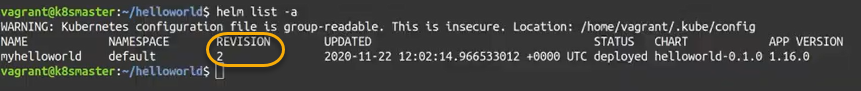 vagrant@k8smaster:~/helloworld$ helm list -a
WARNING: Kubernetes configuration file is group-readable. This is insecure. Location: /home/vagrant/.kube/config
NAME NAMESPACE REVISION UPDATED STATUS CHART APP VERSION
myhelloworld default 2 2020-11-22 12:02:14.966533012 +0000 UTC deployed helloworld-0.1.0 1.16.0
vagrant@k8smaster:~/helloworld$